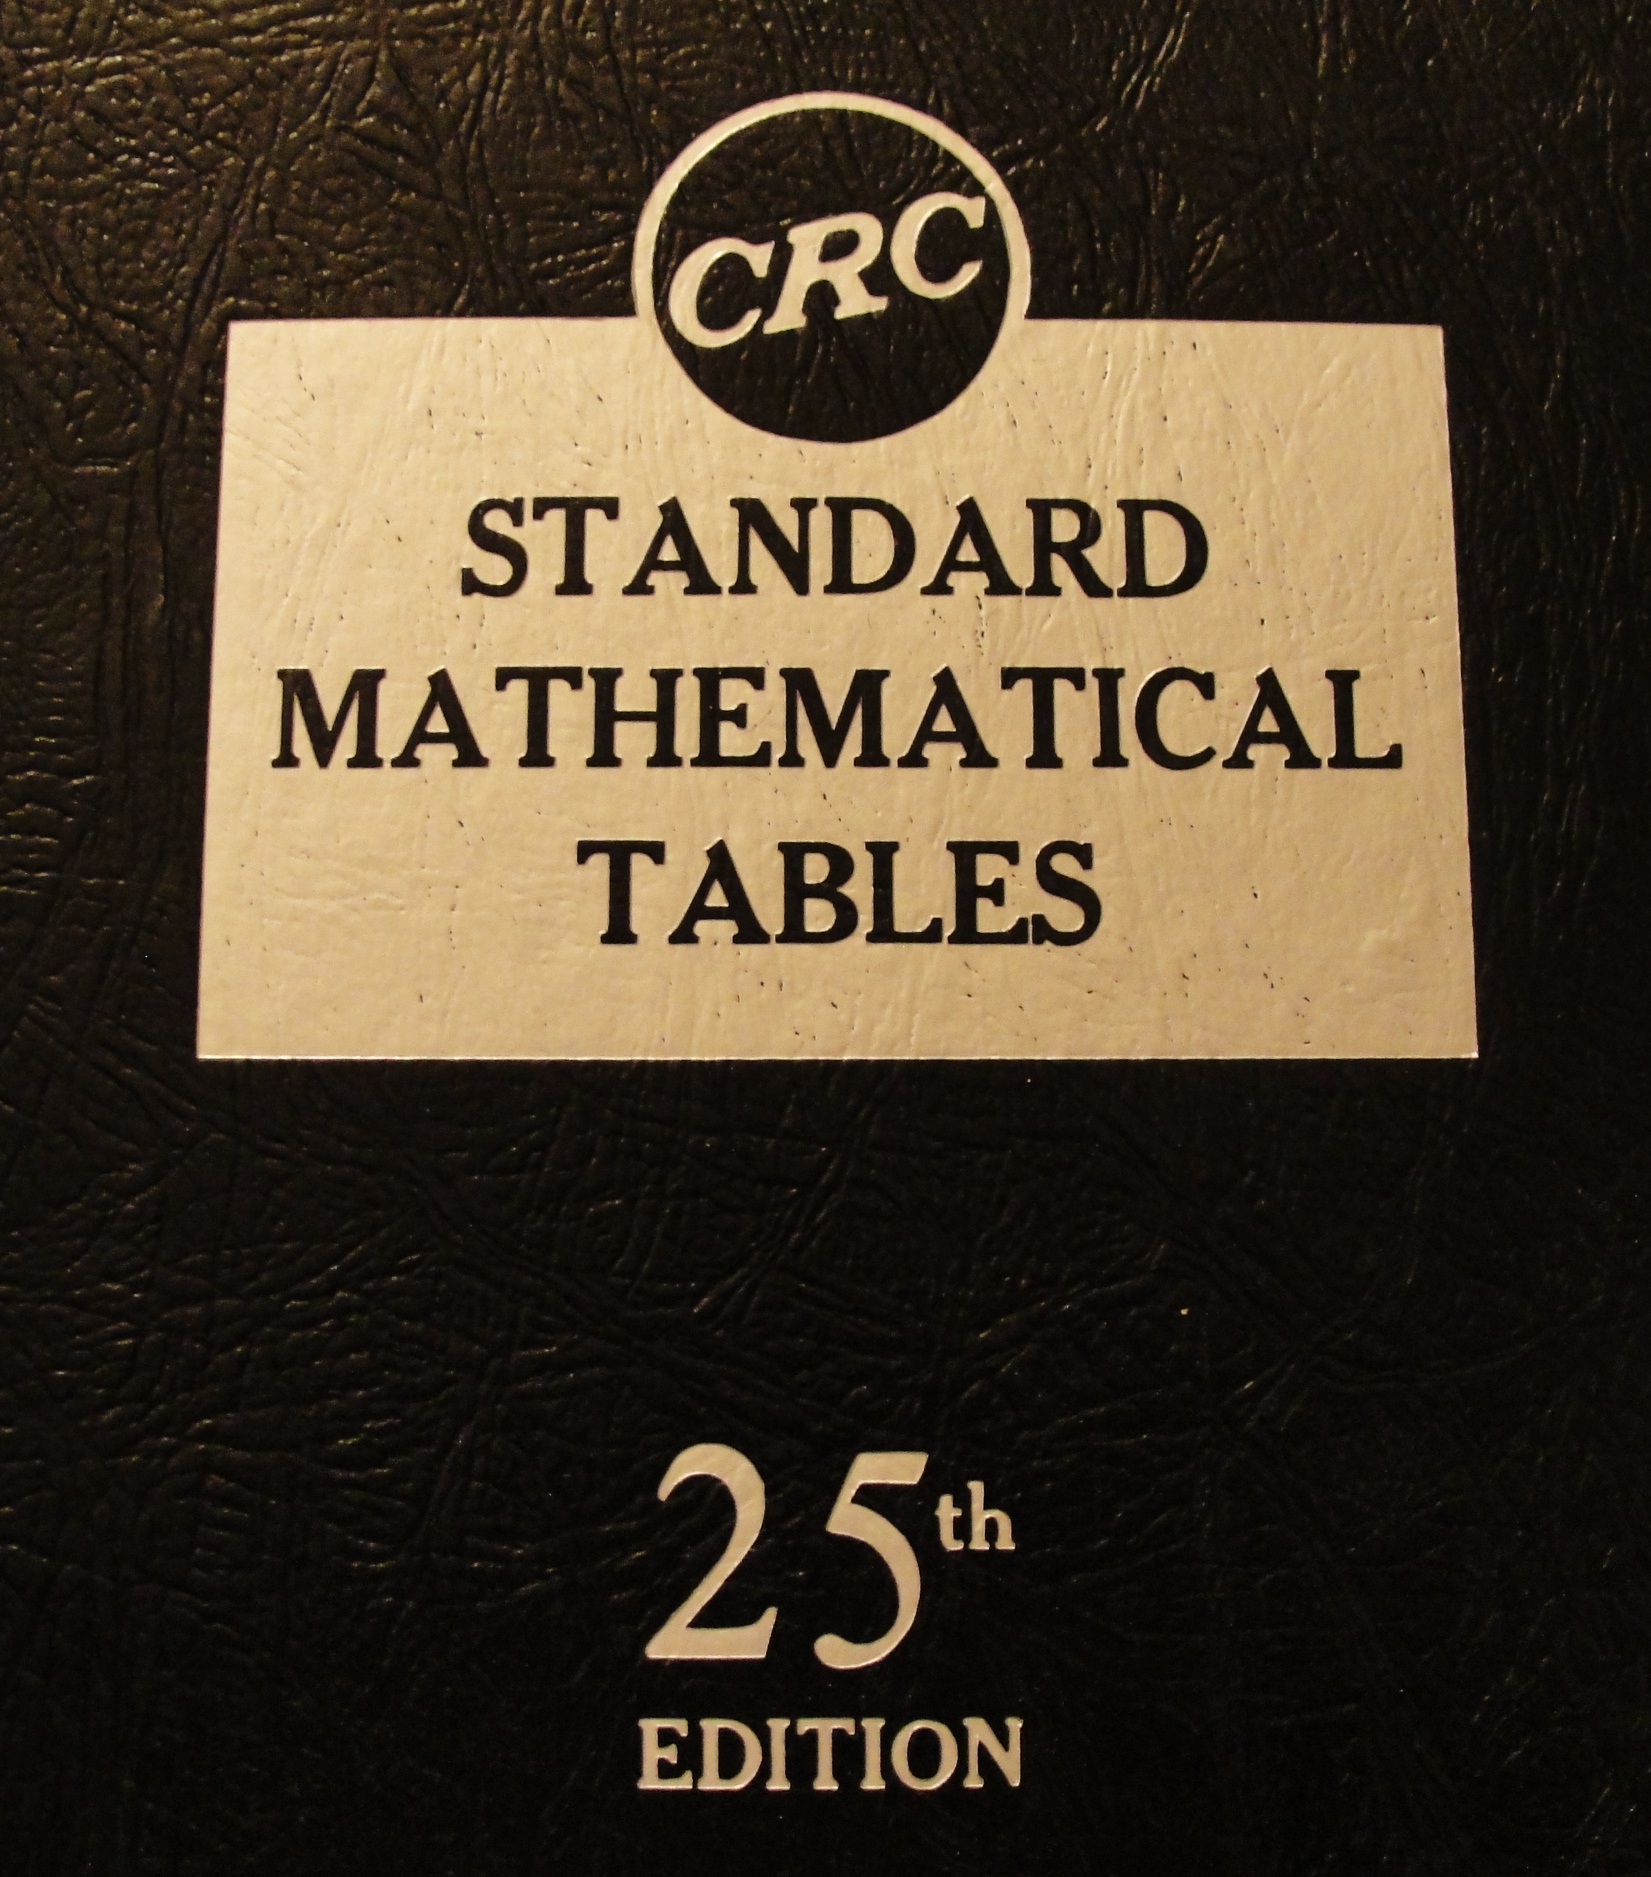 CRC
STANDARD
MATHEMATICAL
TABLES
25th
EDITION